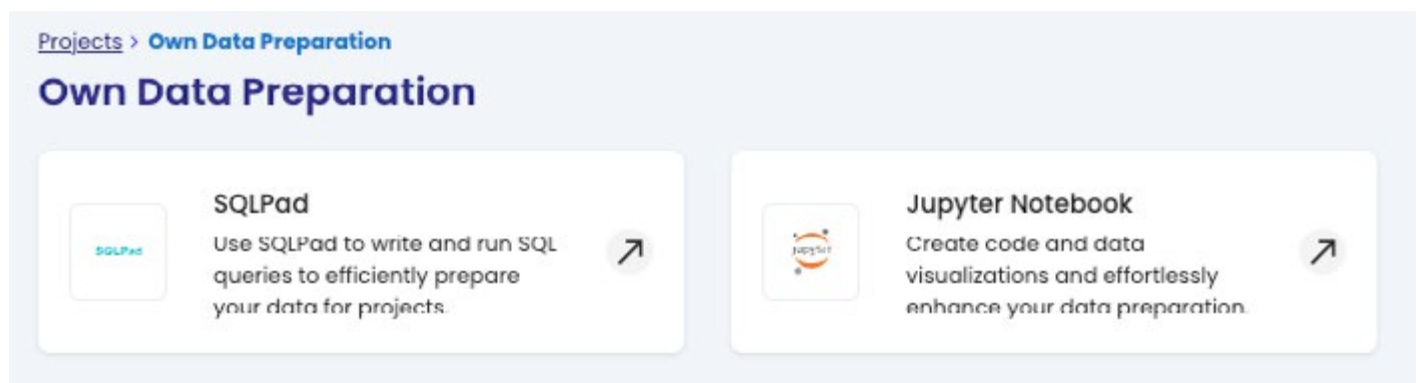 Projects > Own Data Preparation
Own Data Preparation
SQLPad
SQLPad
Use SQLPad to write and run SQL
queries to efficiently prepare
your data for projects.
Jupyter Notebook
jupyter
Create code and data
visualizations and effortlessly
enhance your data preparation.